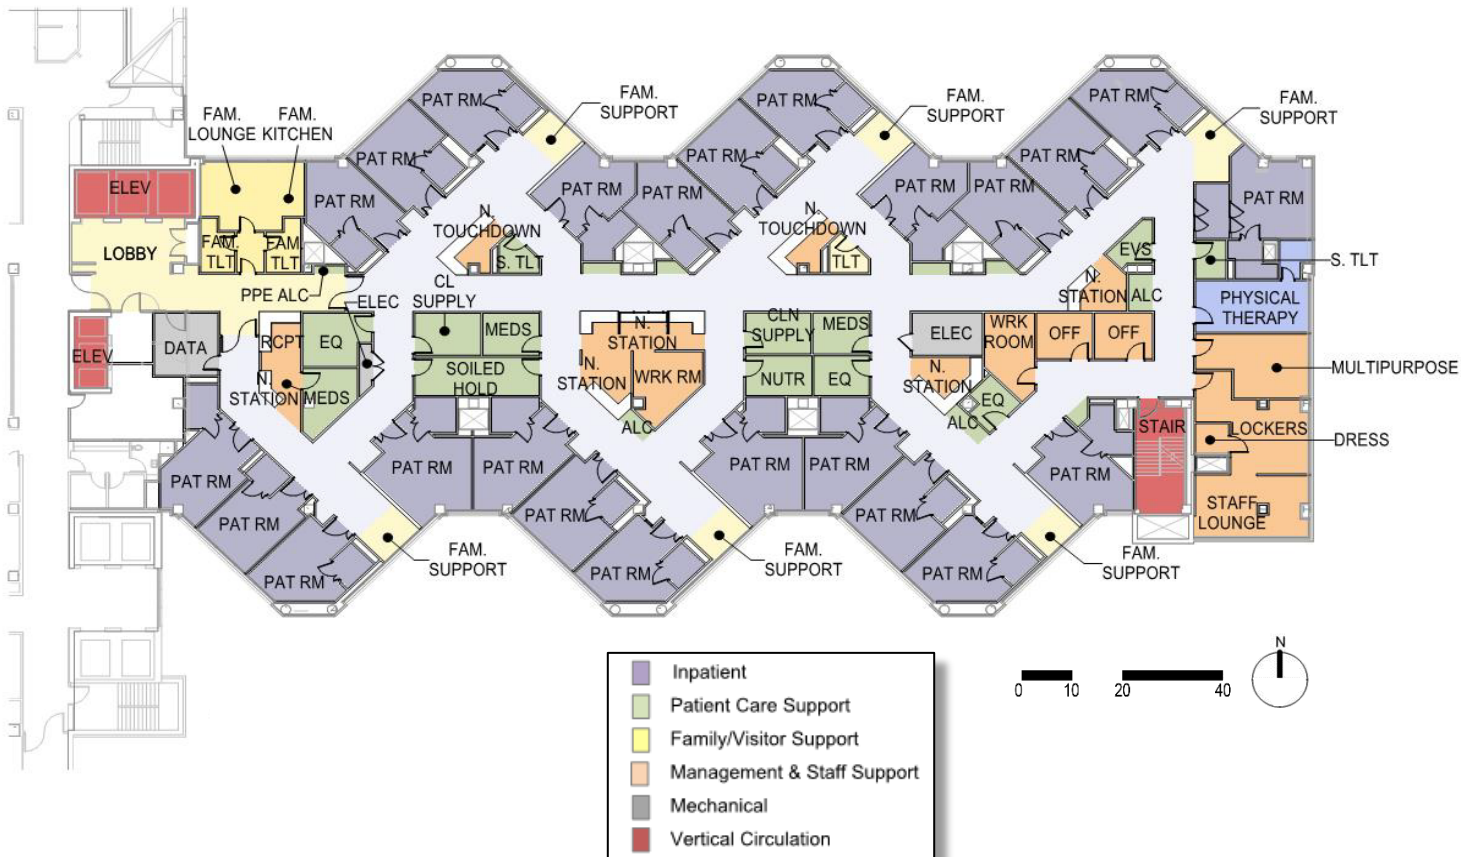 PAT RM
PAT RM
PAT RM
FAM.
SUPPORT
FAM.
SUPPORT
FAM.
SUPPORT
FAM.
LOUNGE
FAM.
KITCHEN
PAT RM
PAT RM
PAT RM
ELEV
PAT RM
PAT RM
PAT RM
PAT RM
PAT RM
PAT RM
N.
TOUCHDOWN
N.
TOUCHDOWN
LOBBY
FAM.
TLT
FAM.
TLT
S. TLT
TLT
EVS
S. TLT
PPE ALC
ELEC
CL
SUPPLY
N.
STATION
ALC
PHYSICAL
THERAPY
ELEV
DATA
RCPT
EQ
MEDS
N.
STATION
CLN
SUPPLY
MEDS
ELEC
WRK
ROOM
OFF
OFF
N.
STATION
MEDS
SOILED
HOLD
N.
STATION
WRK RM
NUTR
EQ
N.
STATION
EQ
MULTIPURPOSE
ALC
ALC
STAIR
LOCKERS
DRESS
PAT RM
PAT RM
PAT RM
PAT RM
PAT RM
PAT RM
PAT RM
PAT RM
PAT RM
STAFF
LOUNGE
PAT RM
PAT RM
PAT RM
FAM.
SUPPORT
FAM.
SUPPORT
FAM.
SUPPORT
Inpatient
Patient Care Support
Family/Visitor Support
Management & Staff Support
Mechanical
Vertical Circulation
0 10 20 40
N